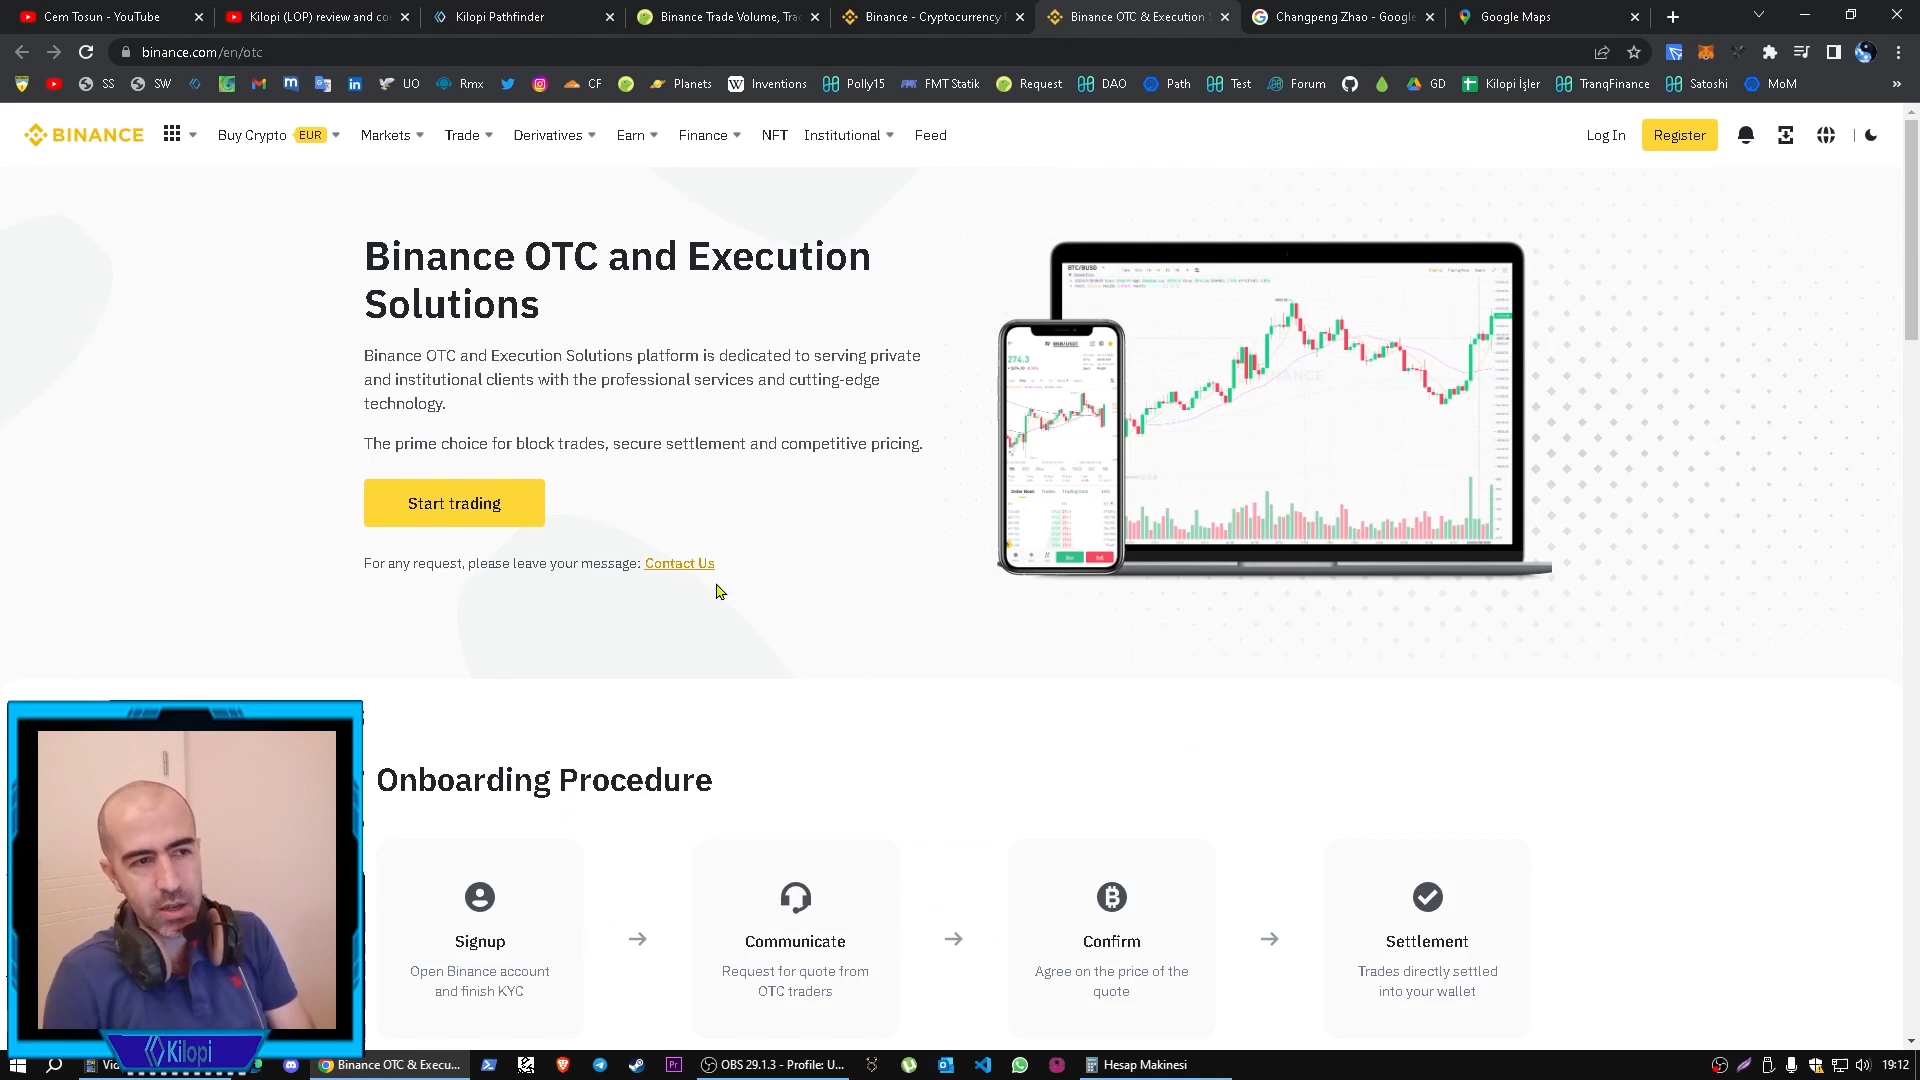 Cem Tosun - YouTube
Kilopi (LOP) review and co
Kilopi Pathfinder
Binance Trade Volume, Trad
Binance - Cryptocurrency
Binance OTC & Execution S
Changpeng Zhao - Google
Google Maps
binance.com/en/otc
SS
SW
UO
Rmx
CF
Planets
Inventions
Polly15
FMT Statik
Request
DAO
Path
Test
Forum
GD
Kilopi İşler
TranqFinance
Satoshi
MoM
»
BINANCE
Buy Crypto EUR
Markets
Trade
Derivatives
Earn
Finance
NFT
Institutional
Feed
Log In
Register
Binance OTC and Execution
Solutions
Binance OTC and Execution Solutions platform is dedicated to serving private
and institutional clients with the professional services and cutting-edge
technology.
The prime choice for block trades, secure settlement and competitive pricing.
Start trading
For any request, please leave your message: Contact Us
BTC/BUSD
274.3
Onboarding Procedure
Signup
Open Binance account
and finish KYC
Communicate
Request for quote from
OTC traders
Confirm
Agree on the price of the
quote
Settlement
Trades directly settled
into your wallet
Kilopi
Binance OTC & Execu...
OBS 29.1.3 - Profile: U...
Hesap Makinesi
19:12